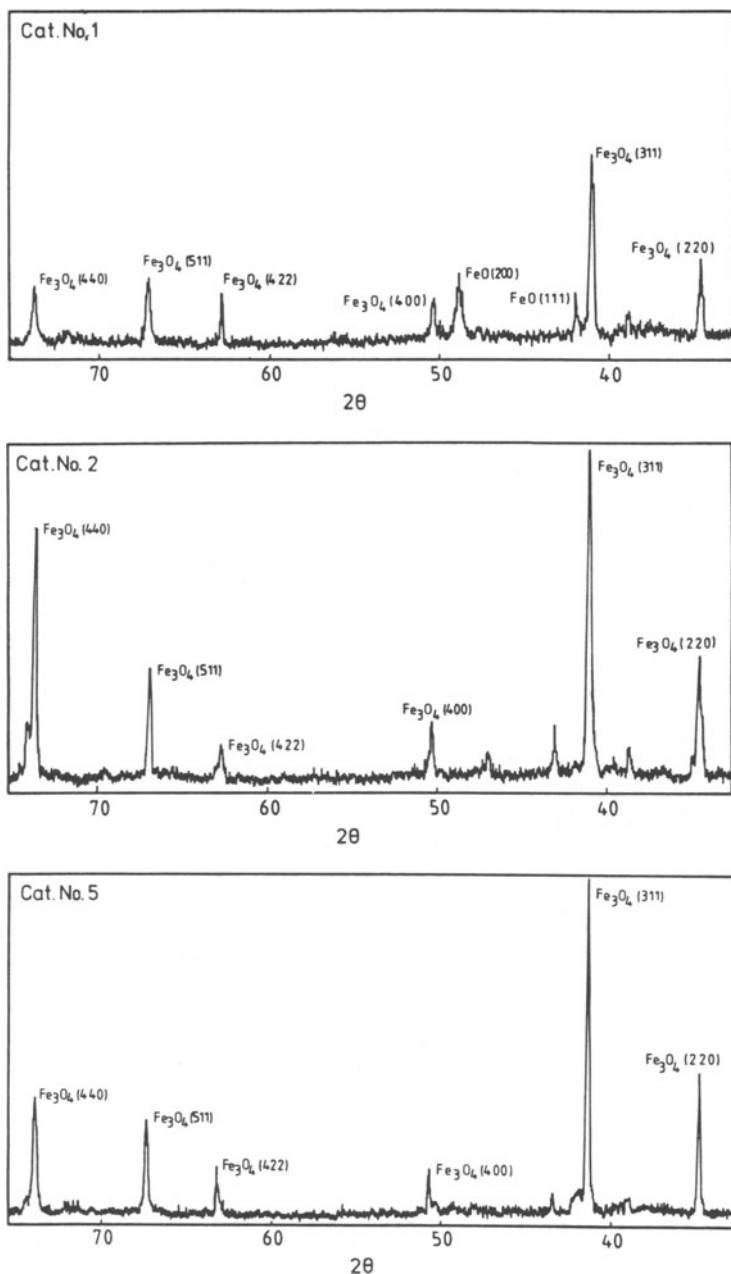 Cat.No.1
Fe3O4 (311)
Fe3O4 (220)
Fe3O4 (511)
Fe3O4 (440)
Fe3O4 (422)
FeO(200)
Fe3O4 (400)
FeO(111)
70 60 50 40
2θ
Cat.No. 2
Fe3O4 (311)
Fe3O4 (440)
Fe3O4 (220)
Fe3O4 (511)
Fe3O4 (400)
Fe3O4 (422)
70 60 50 40
2θ
Cat.No.5
Fe3O4 (311)
Fe3O4 (220)
Fe3O4 (440)
Fe3O4 (511)
Fe3O4 (422)
Fe3O4 (400)
70 60 50 40
2θ